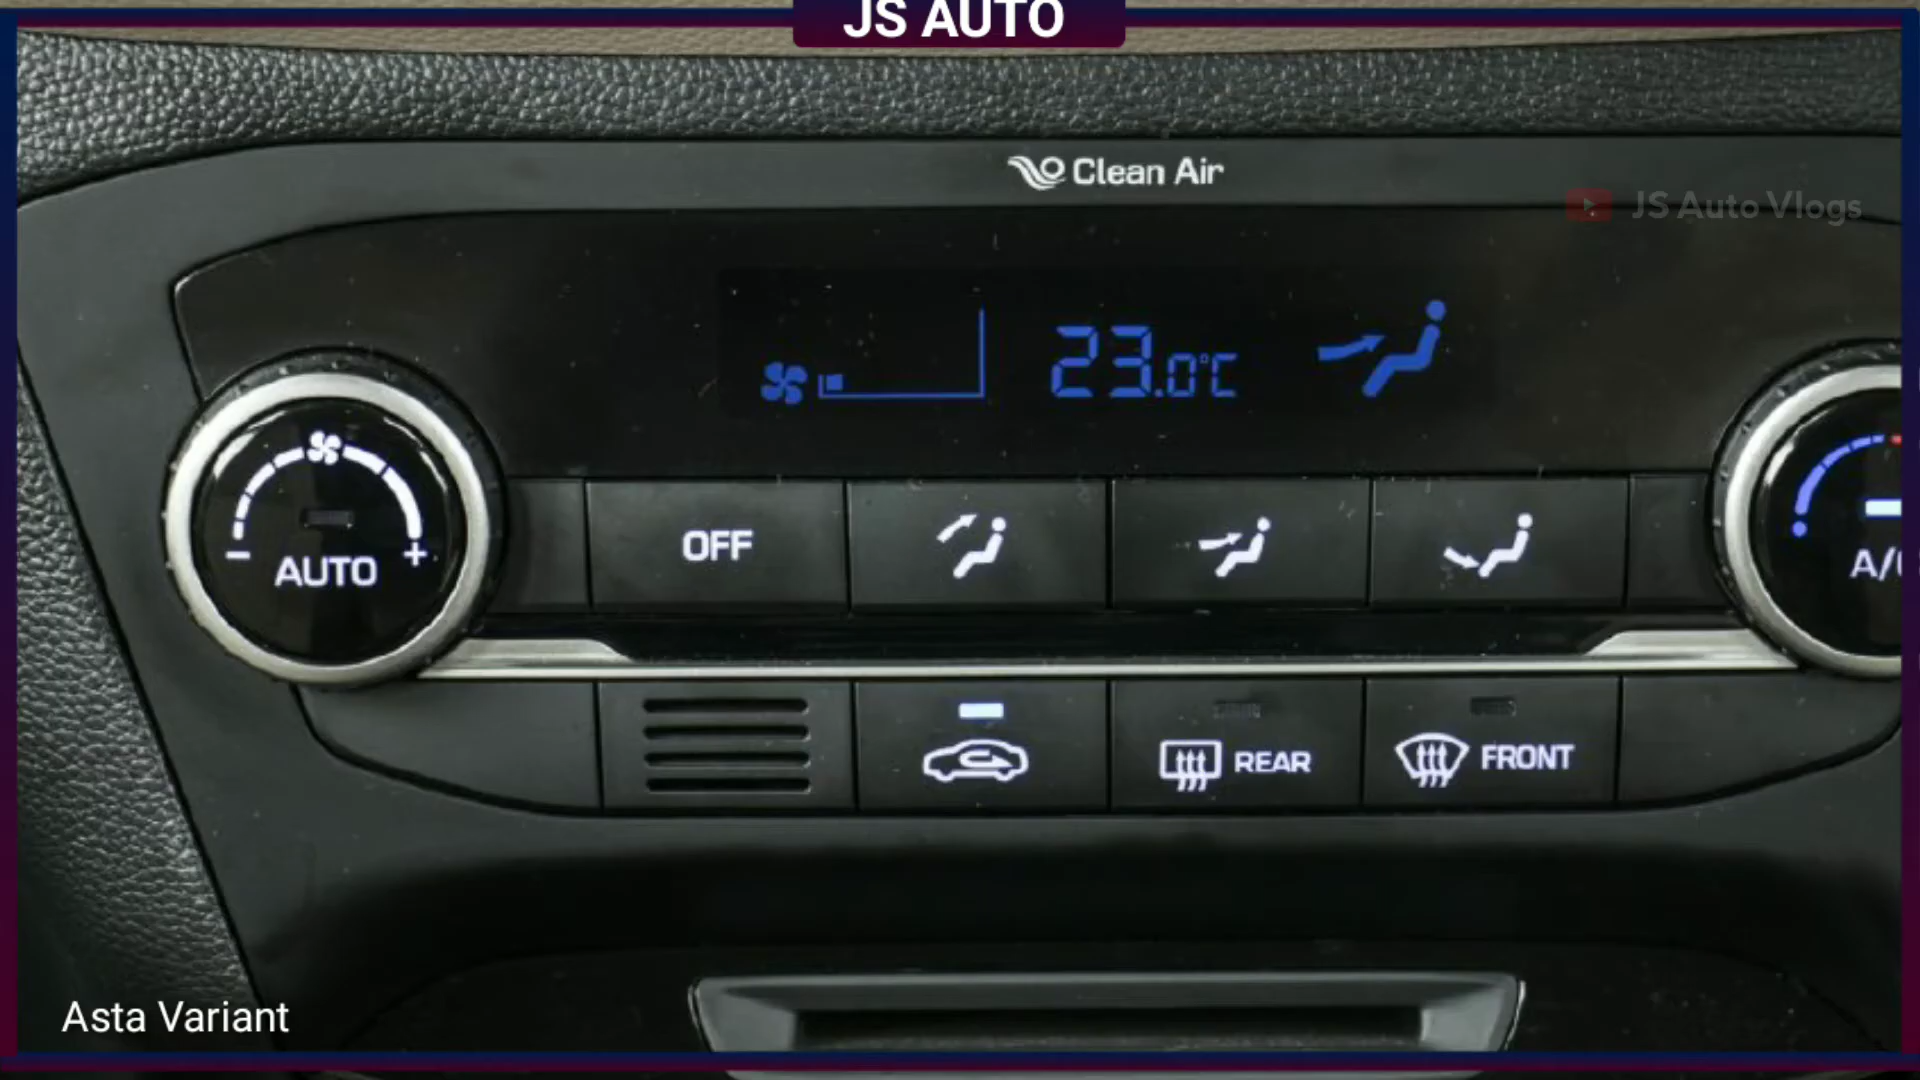 JS AUTO
Clean Air
JS Auto Vlogs
23.0°C
AUTO
- +
OFF
A/
REAR
FRONT
Asta Variant